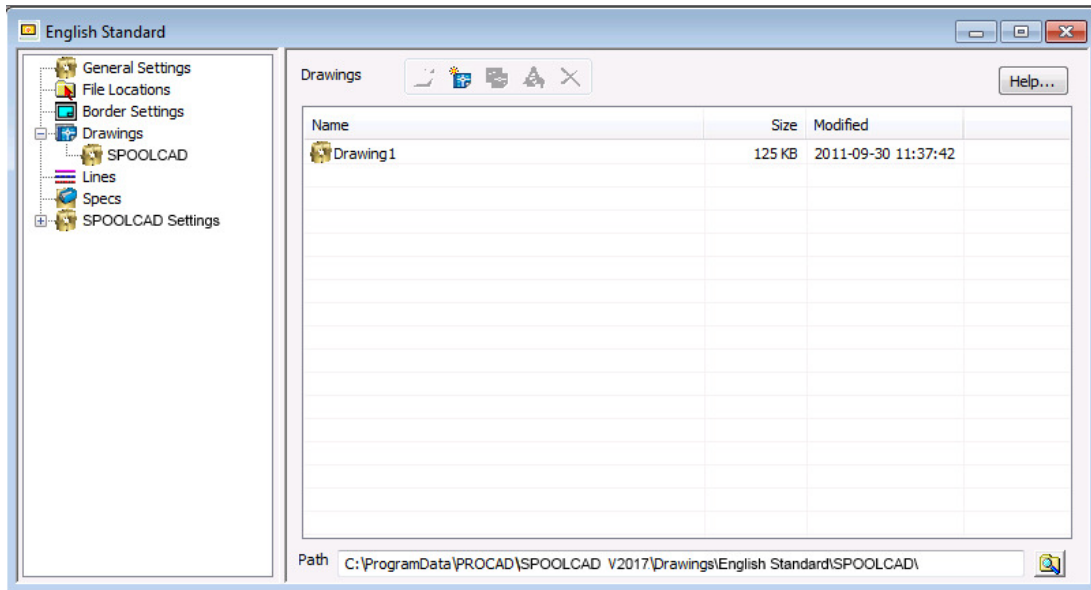 English Standard
General Settings
File Locations
Border Settings
Drawings
SPOOLCAD
Lines
Specs
SPOOLCAD Settings
Drawings
Help...
Name Size Modified
Drawing1 125 KB 2011-09-30 11:37:42
Path C:\ProgramData\PROCAD\SPOOLCAD V2017\Drawings\English Standard\SPOOLCAD\